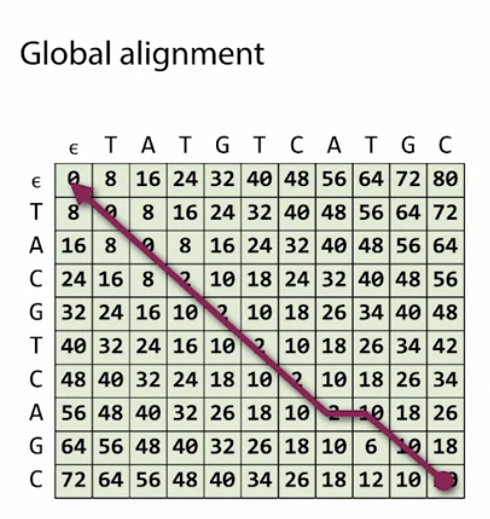 Global alignment
ϵ T A T G T C A T G C
ϵ 0 8 16 24 32 40 48 56 64 72 80
T 8 0 8 16 24 32 40 48 56 64 72
A 16 8 0 8 16 24 32 40 48 56 64
C 24 16 8 2 10 18 24 32 40 48 56
G 32 24 16 10 2 10 18 26 34 40 48
T 40 32 24 16 10 2 10 18 26 34 42
C 48 40 32 24 18 10 2 10 18 26 34
A 56 48 40 32 26 18 10 2 10 18 26
G 64 56 48 40 32 26 18 10 6 10 18
C 72 64 56 48 40 34 26 18 12 10